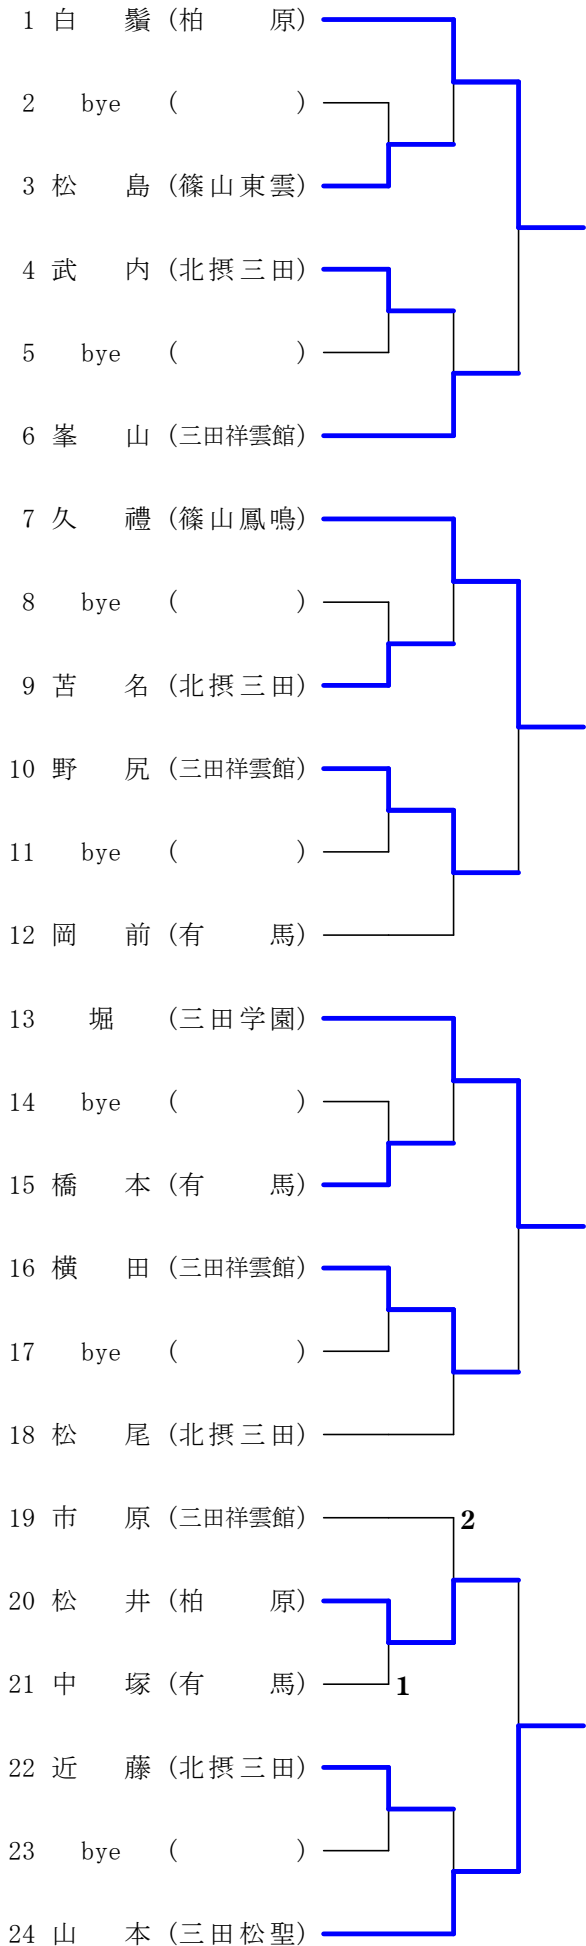 1 白 鬚 (柏 原)
2 bye ( )
3 松 島 (篠山東雲)
4 武 内 (北摂三田)
5 bye ( )
6 峯 山 (三田祥雲館)
7 久 禮 (篠山鳳鳴)
8 bye ( )
9 苫 名 (北摂三田)
10 野 尻 (三田祥雲館)
11 bye ( )
12 岡 前 (有 馬)
13 堀 (三田学園)
14 bye ( )
15 橋 本 (有 馬)
16 横 田 (三田祥雲館)
17 bye ( )
18 松 尾 (北摂三田)
19 市 原 (三田祥雲館) 2
20 松 井 (柏 原)
21 中 塚 (有 馬) 1
22 近 藤 (北摂三田)
23 bye ( )
24 山 本 (三田松聖)